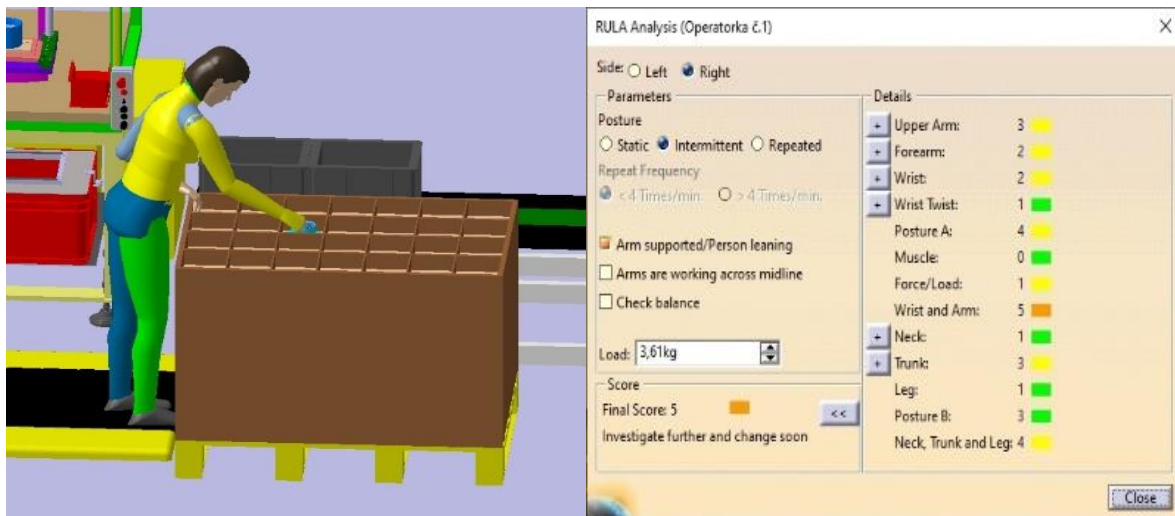 RULA Analysis (Operatorka č.1)
Side: Left Right
Parameters
Posture
Static Intermittent Repeated
Repeat Frequency
< 4 Times/min. > 4 Times/min.
Arm supported/Person leaning
Arms are working across midline
Check balance
Load: 3,61kg
Score
Final Score: 5
<<
Investigate further and change soon
Details
+ Upper Arm: 3
+ Forearm: 2
+ Wrist: 2
+ Wrist Twist: 1
Posture A: 4
Muscle: 0
Force/Load: 1
Wrist and Arm: 5
+ Neck: 1
+ Trunk: 3
Leg: 1
Posture B: 3
Neck, Trunk and Leg: 4
Close